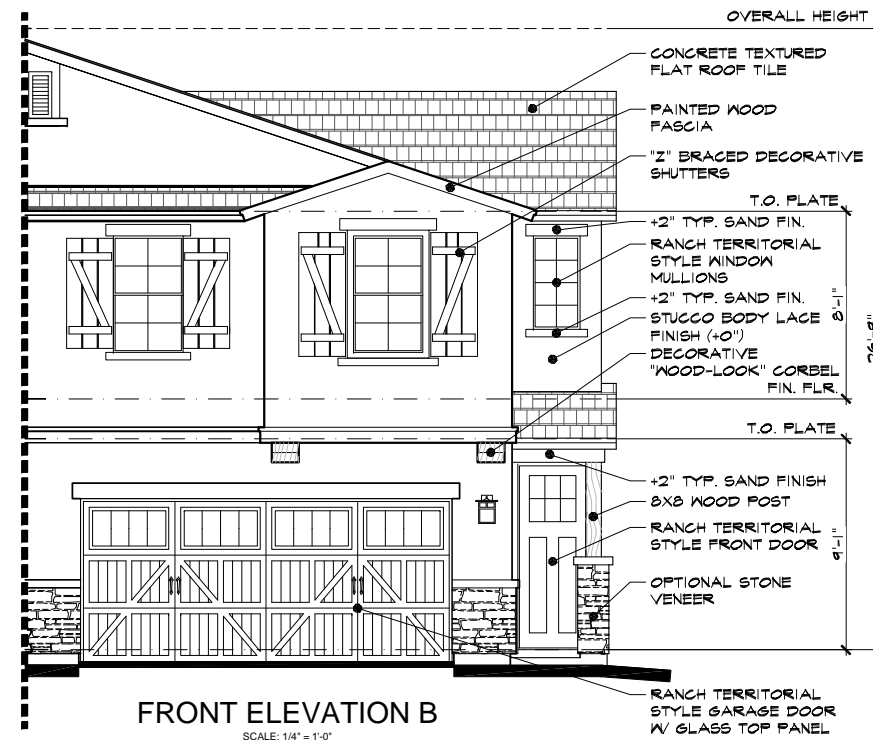 OVERALL HEIGHT
CONCRETE TEXTURED
FLAT ROOF TILE
PAINTED WOOD
FASCIA
"Z" BRACED DECORATIVE
SHUTTERS
T.O. PLATE
+2" TYP. SAND FIN.
RANCH TERRITORIAL
STYLE WINDOW
MULLIONS
+2" TYP. SAND FIN.
8'-1"
STUCCO BODY LACE
FINISH (+0")
DECORATIVE
"WOOD-LOOK" CORBEL
FIN. FLR.
T.O. PLATE
+2" TYP. SAND FINISH
8X8 WOOD POST
RANCH TERRITORIAL
STYLE FRONT DOOR
9'-1"
OPTIONAL STONE
VENEER
RANCH TERRITORIAL
STYLE GARAGE DOOR
W/ GLASS TOP PANEL
FRONT ELEVATION B
SCALE: 1/4" = 1'-0"